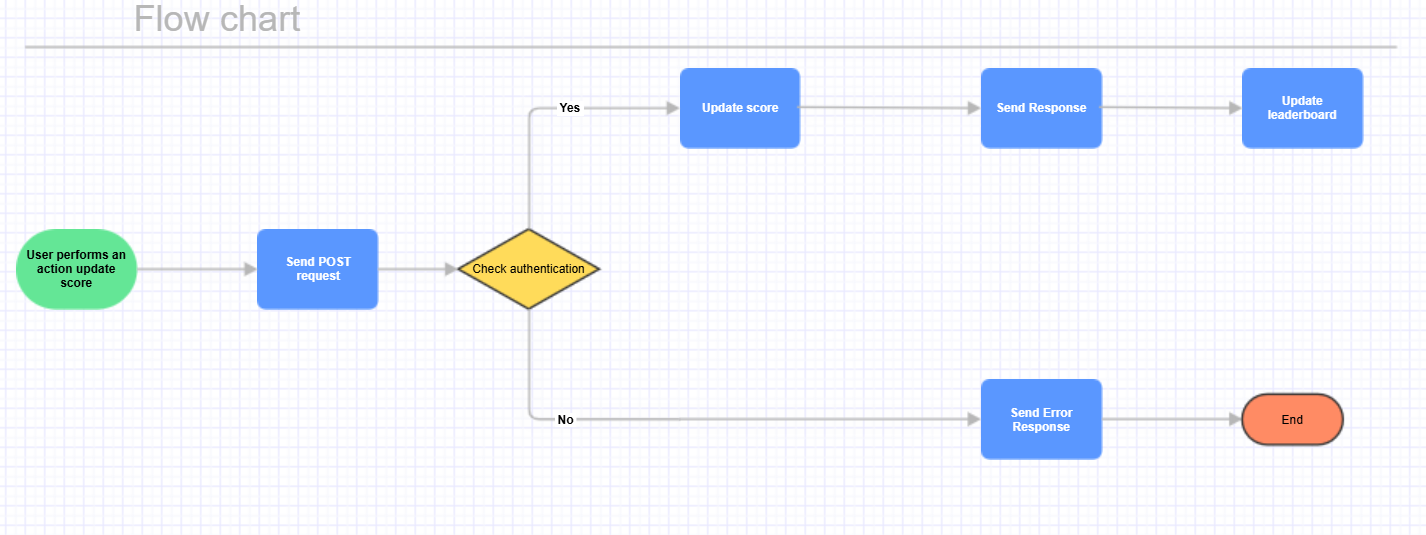 Flow chart
Yes
Update score
Send Response
Update
leaderboard
User performs an
action update
score
Send POST
request
Check authentication
No
Send Error
Response
End